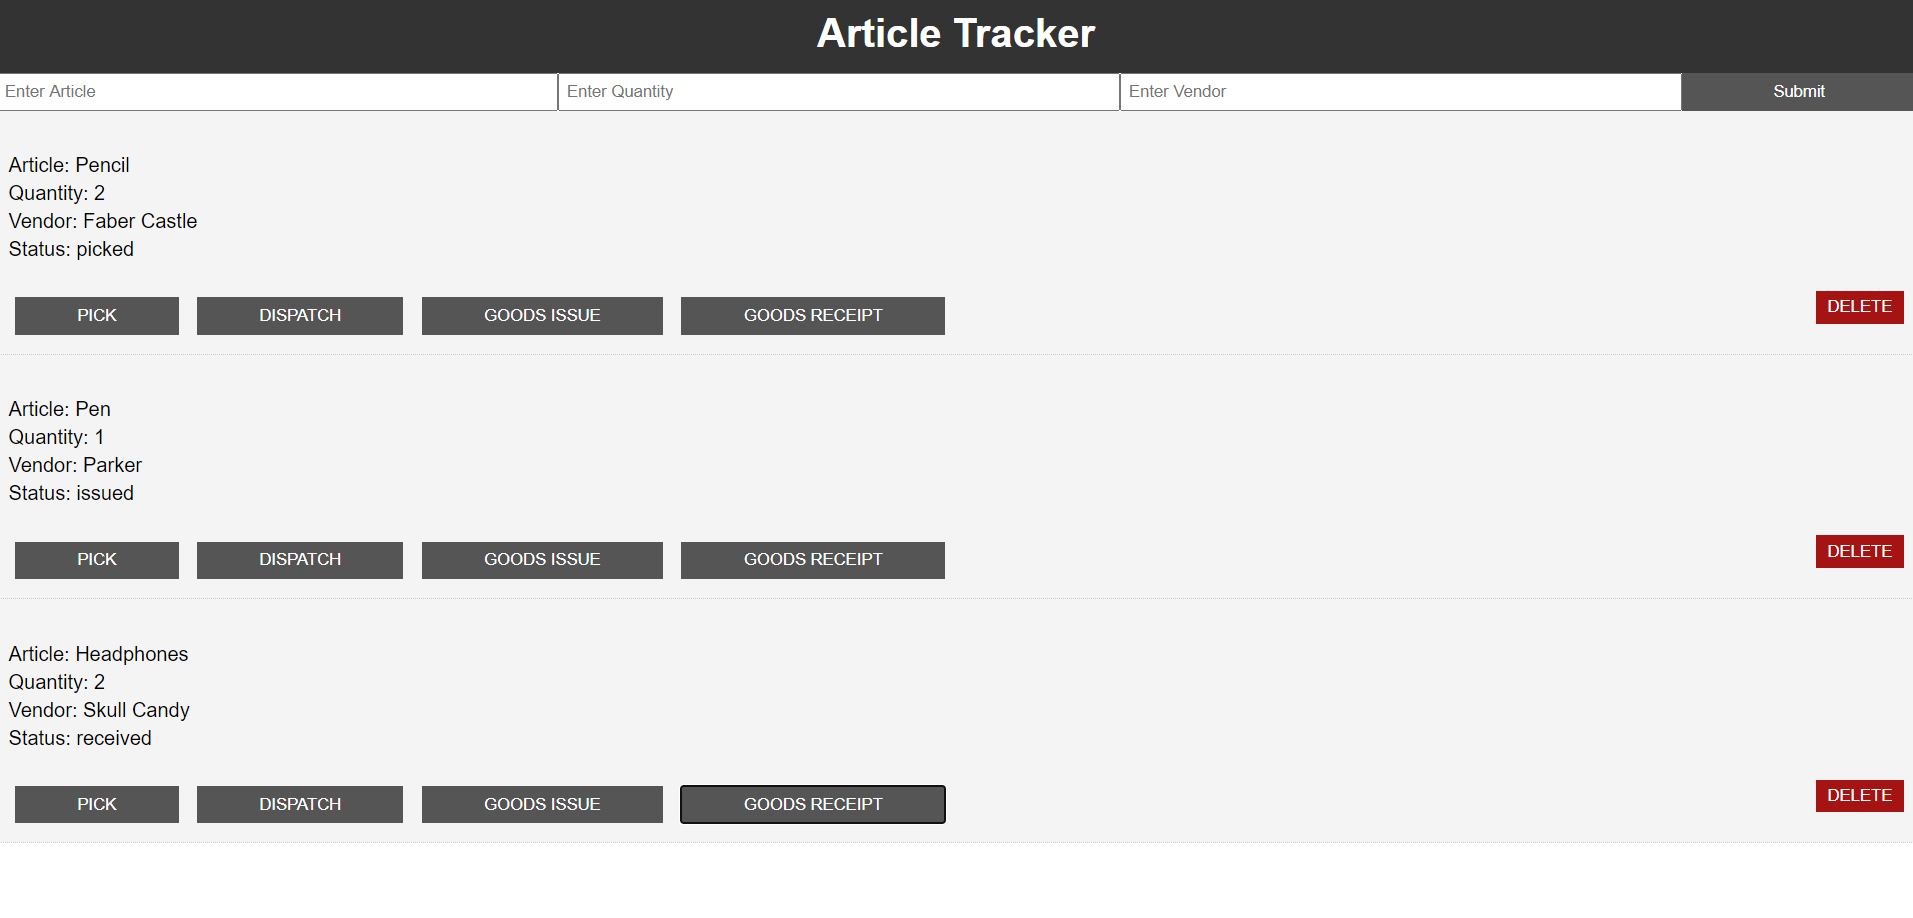 Article Tracker
Enter Article Enter Quantity Enter Vendor Submit
Article: Pencil
Quantity: 2
Vendor: Faber Castle
Status: picked
PICK DISPATCH GOODS ISSUE GOODS RECEIPT DELETE
Article: Pen
Quantity: 1
Vendor: Parker
Status: issued
PICK DISPATCH GOODS ISSUE GOODS RECEIPT DELETE
Article: Headphones
Quantity: 2
Vendor: Skull Candy
Status: received
PICK DISPATCH GOODS ISSUE GOODS RECEIPT DELETE